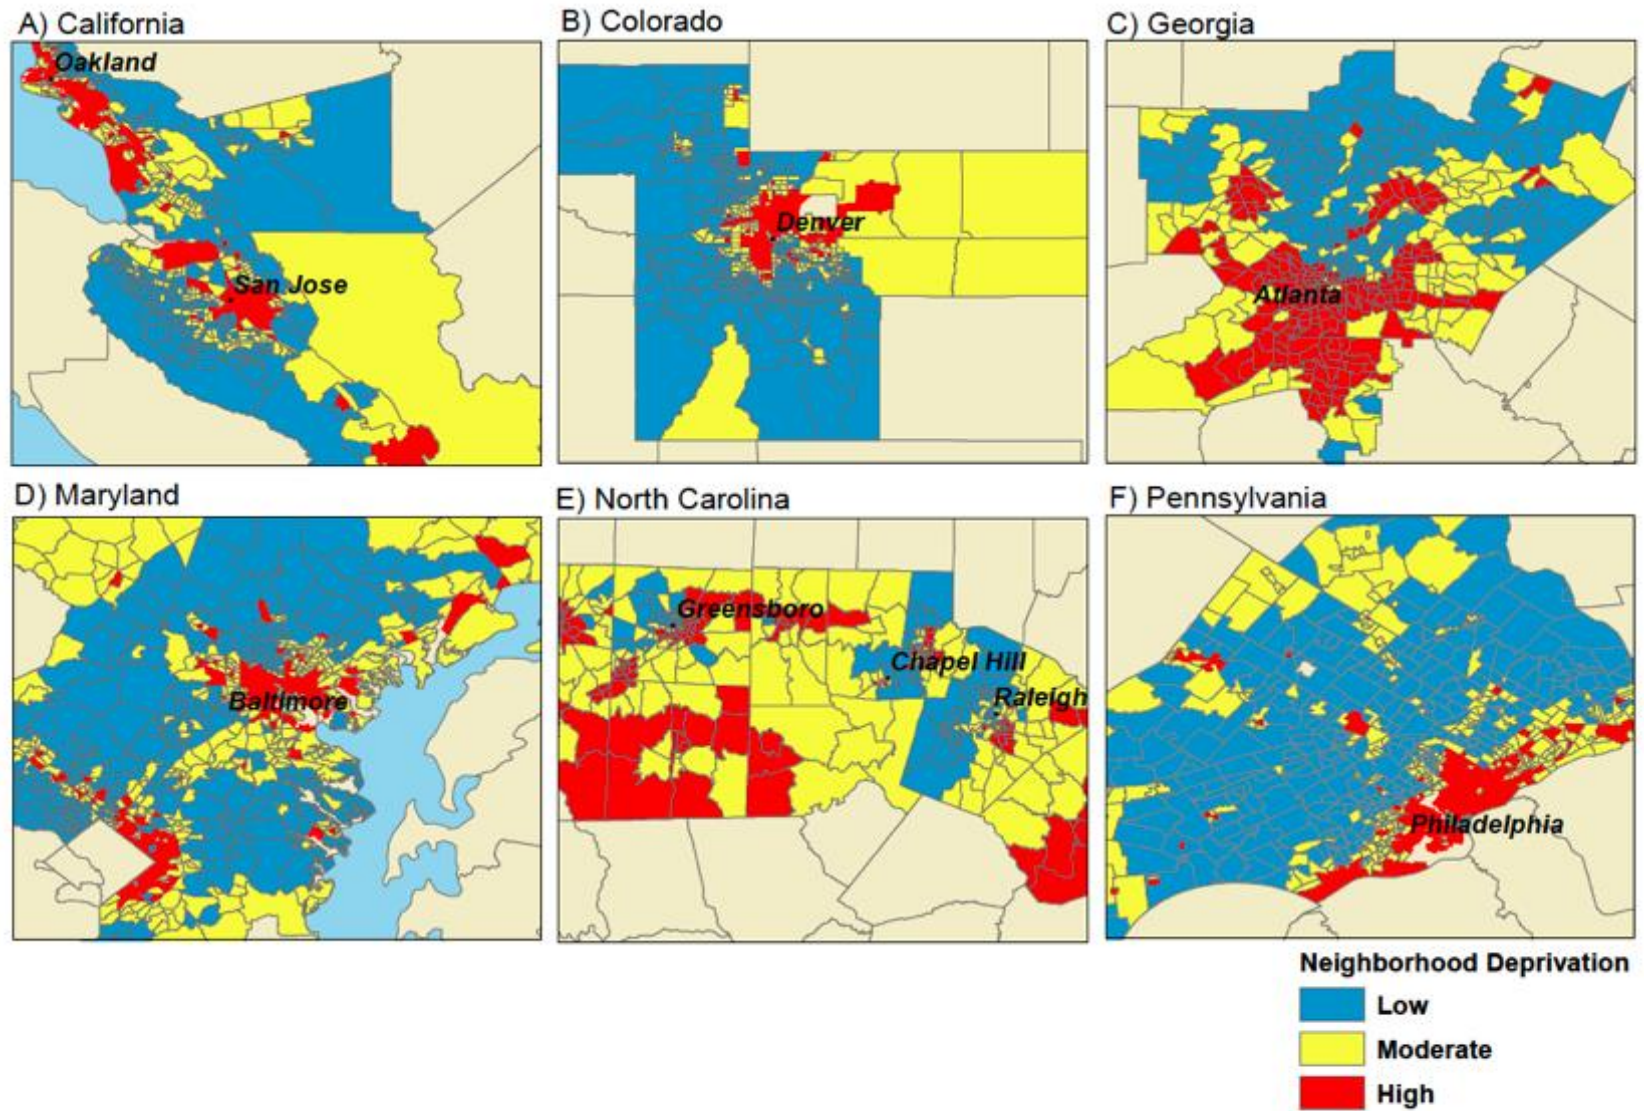 A) California
B) Colorado
C) Georgia
Oakland
San Jose
Denver
Atlanta
D) Maryland
E) North Carolina
F) Pennsylvania
Baltimore
Greensboro
Chapel Hill
Raleigh
Philadelphia
Neighborhood Deprivation
Low
Moderate
High